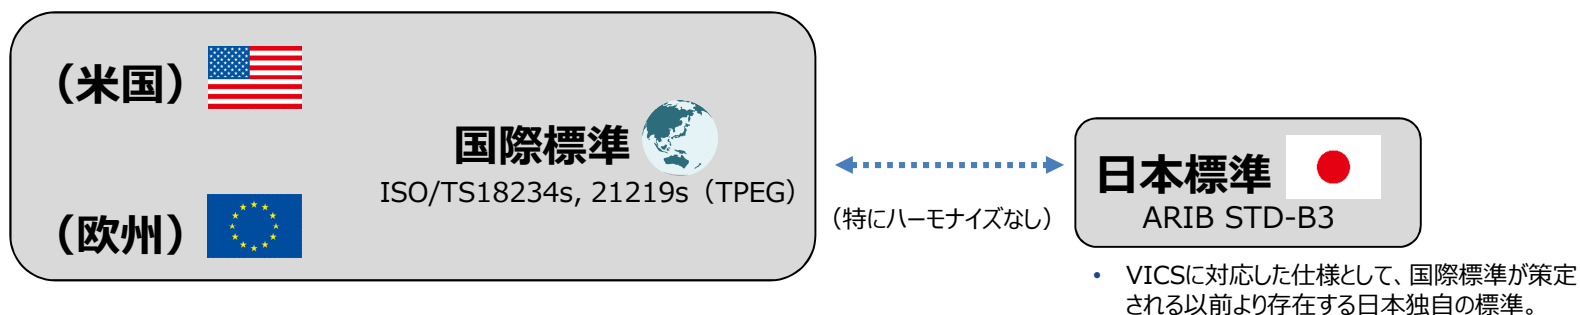 （米国）
国際標準
ISO/TS18234s, 21219s（TPEG）
（欧州）
（特にハーモナイズなし）
日本標準
ARIB STD-B3
• VICSに対応した仕様として、国際標準が策定
される以前より存在する日本独自の標準。